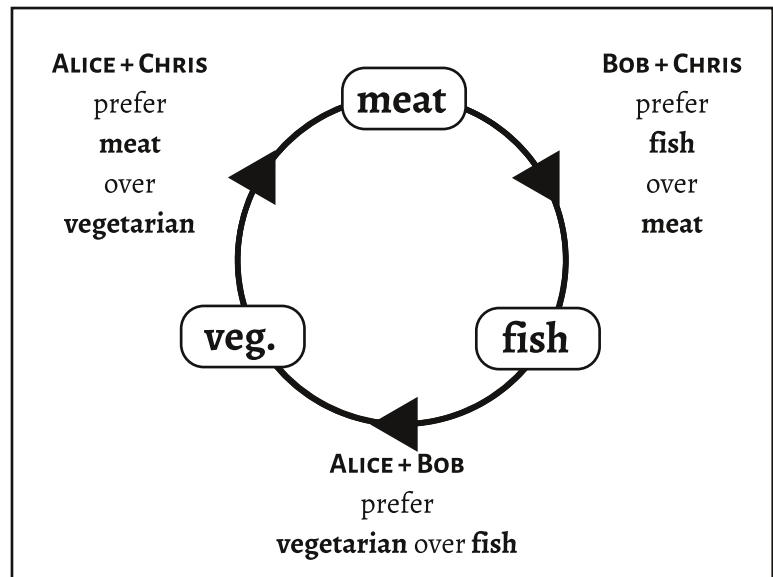 ALICE + CHRIS
prefer
meat
over
vegetarian
meat
BOB + CHRIS
prefer
fish
over
meat
veg.
fish
ALICE + BOB
prefer
vegetarian over fish